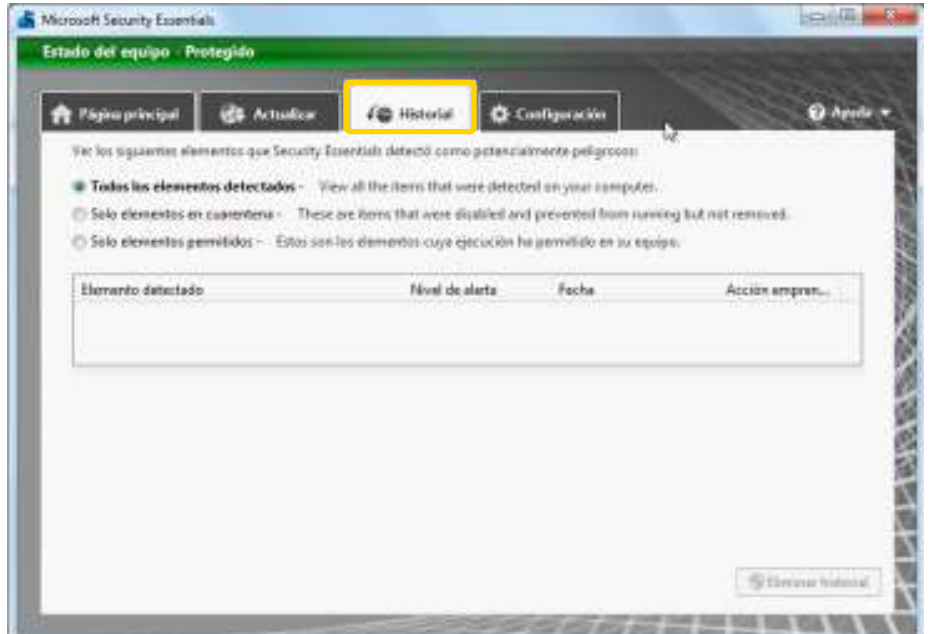 Microsoft Security Essentials
Estado del equipo - Protegido
Página principal Actualizar Historial Configuración Ayuda
Ver los siguientes elementos que Security Essentials detectó como potencialmente peligrosos:
Todos los elementos detectados - View all the items that were detected on your computer.
Solo elementos en cuarentena - These are items that were disabled and prevented from running but not removed.
Solo elementos permitidos - Estos son los elementos cuya ejecución ha permitido en su equipo.
Elemento detectado Nivel de alerta Fecha Acción empren...
Eliminar historial